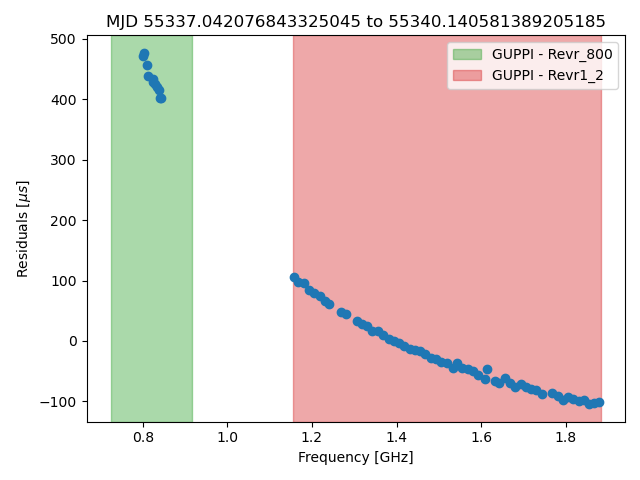 MJD 55337.042076843325045 to 55340.140581389205185
GUPPI - Revr_800
GUPPI - Revr1_2
Residuals [μs]
500
400
300
200
100
0
−100
0.8 1.0 1.2 1.4 1.6 1.8
Frequency [GHz]